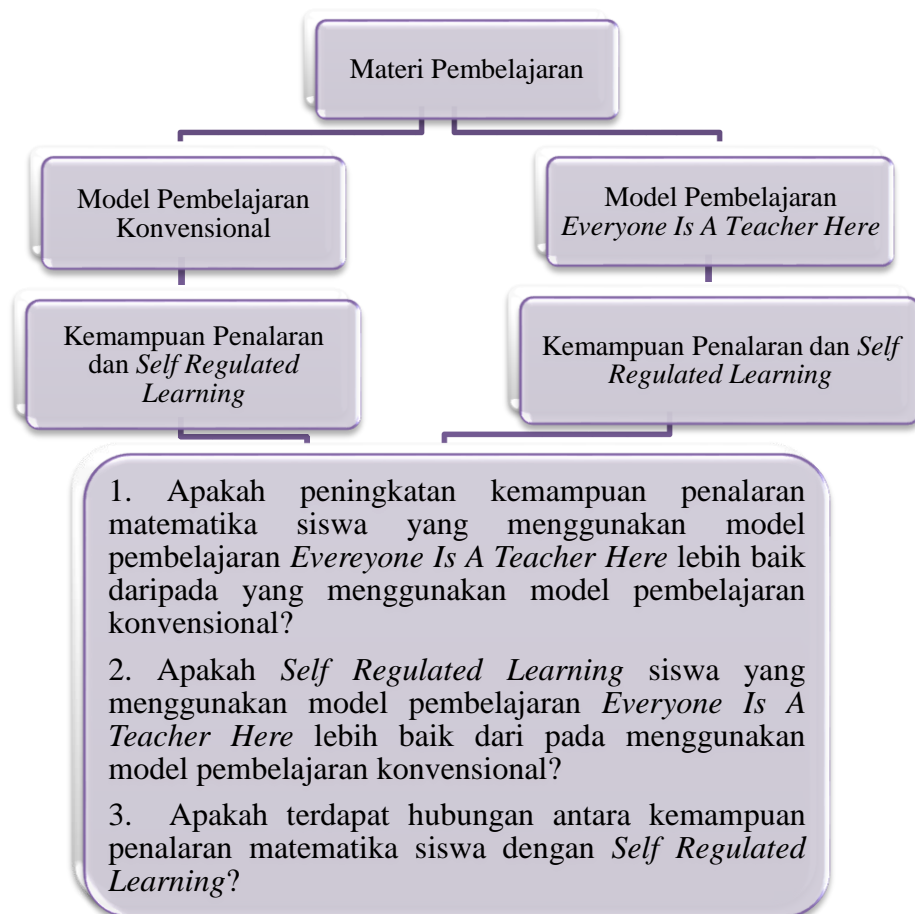 Materi Pembelajaran
Model Pembelajaran
Konvensional
Model Pembelajaran
Everyone Is A Teacher Here
Kemampuan Penalaran
dan Self Regulated
Learning
Kemampuan Penalaran dan Self
Regulated Learning
1. Apakah peningkatan kemampuan penalaran
matematika siswa yang menggunakan model
pembelajaran Evereyone Is A Teacher Here lebih baik
daripada yang menggunakan model pembelajaran
konvensional?
2. Apakah Self Regulated Learning siswa yang
menggunakan model pembelajaran Everyone Is A
Teacher Here lebih baik dari pada menggunakan
model pembelajaran konvensional?
3. Apakah terdapat hubungan antara kemampuan
penalaran matematika siswa dengan Self Regulated
Learning?